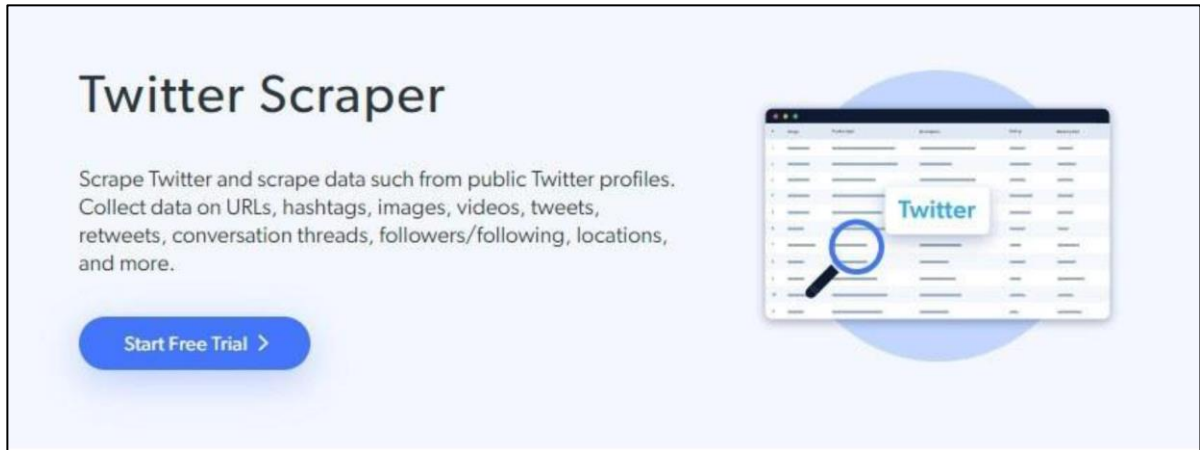 Twitter Scraper
Scrape Twitter and scrape data such from public Twitter profiles.
Collect data on URLs, hashtags, images, videos, tweets,
retweets, conversation threads, followers/following, locations,
and more.
Start Free Trial >
Twitter